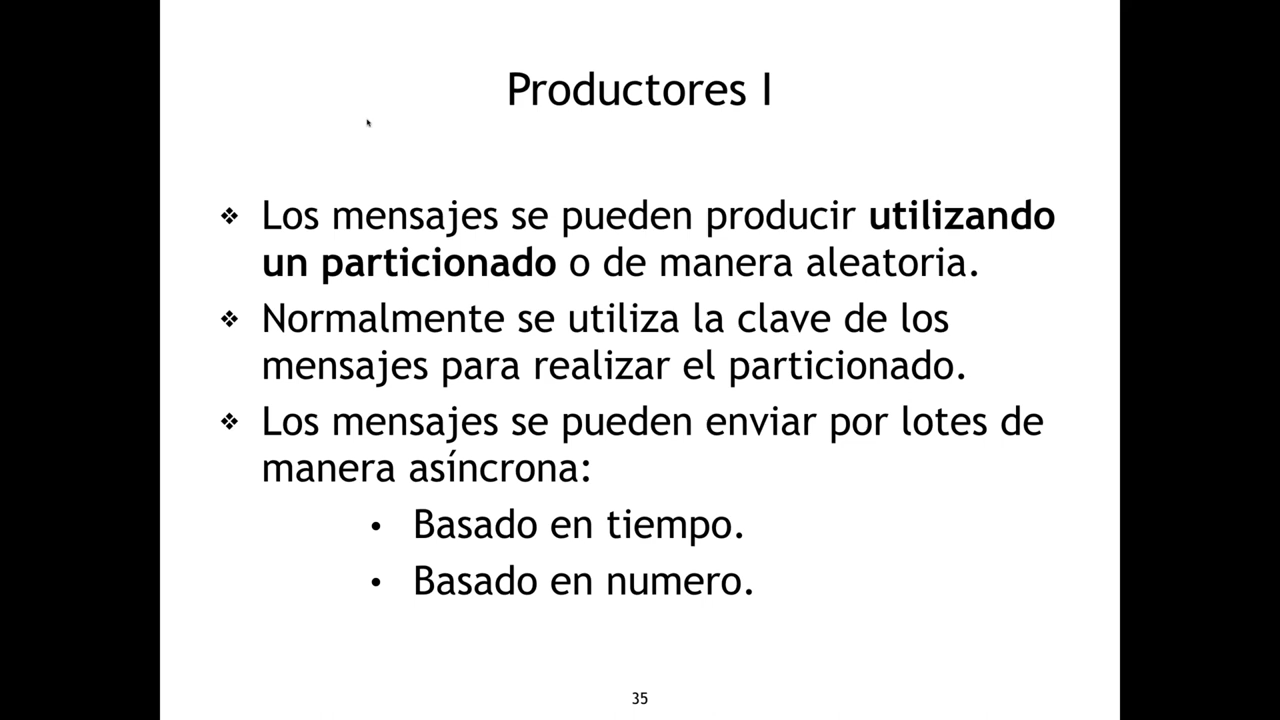 Productores I
❖ Los mensajes se pueden producir utilizando
un particionado o de manera aleatoria.
❖ Normalmente se utiliza la clave de los
mensajes para realizar el particionado.
❖ Los mensajes se pueden enviar por lotes de
manera asíncrona:
• Basado en tiempo.
• Basado en numero.
35